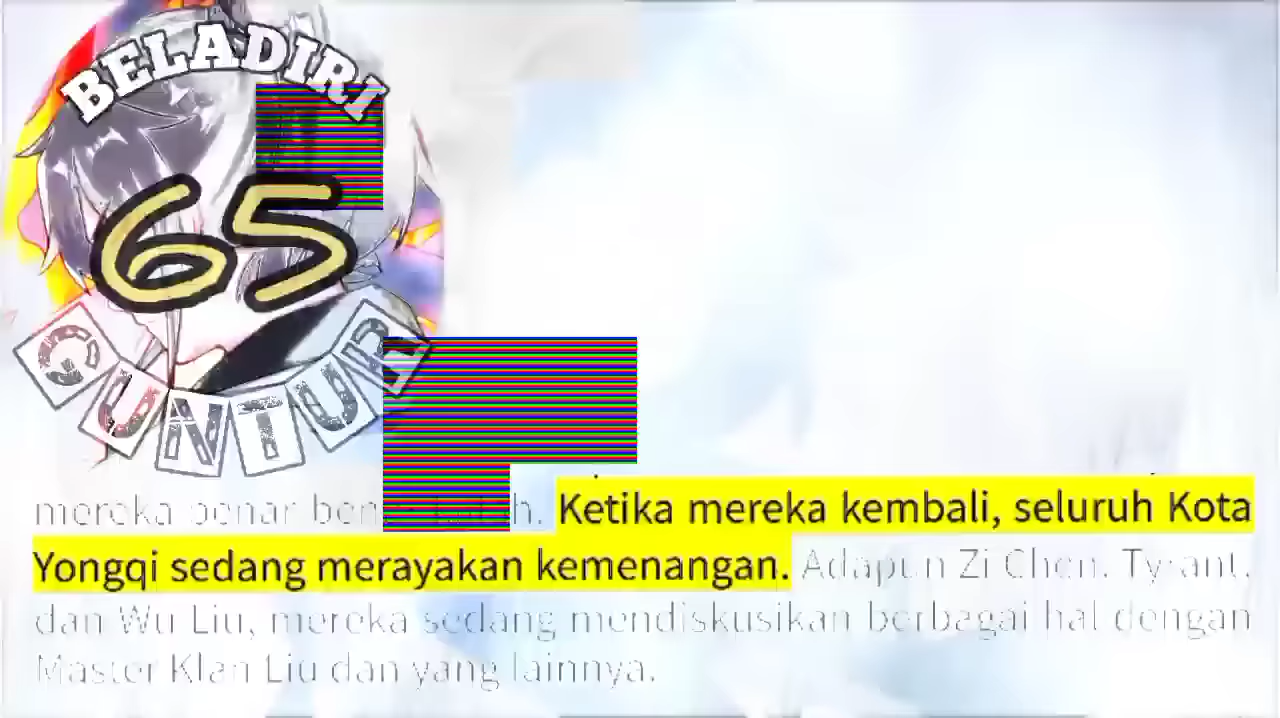 BELADIRI
65
GUNTUR
mereka benar benar h. Ketika mereka kembali, seluruh Kota
Yongqi sedang merayakan kemenangan. Adapun Zi Chen, Tyrant,
dan Wu Liu, mereka sedang mendiskusikan berbagai hal dengan
Master Klan Liu dan yang lainnya.